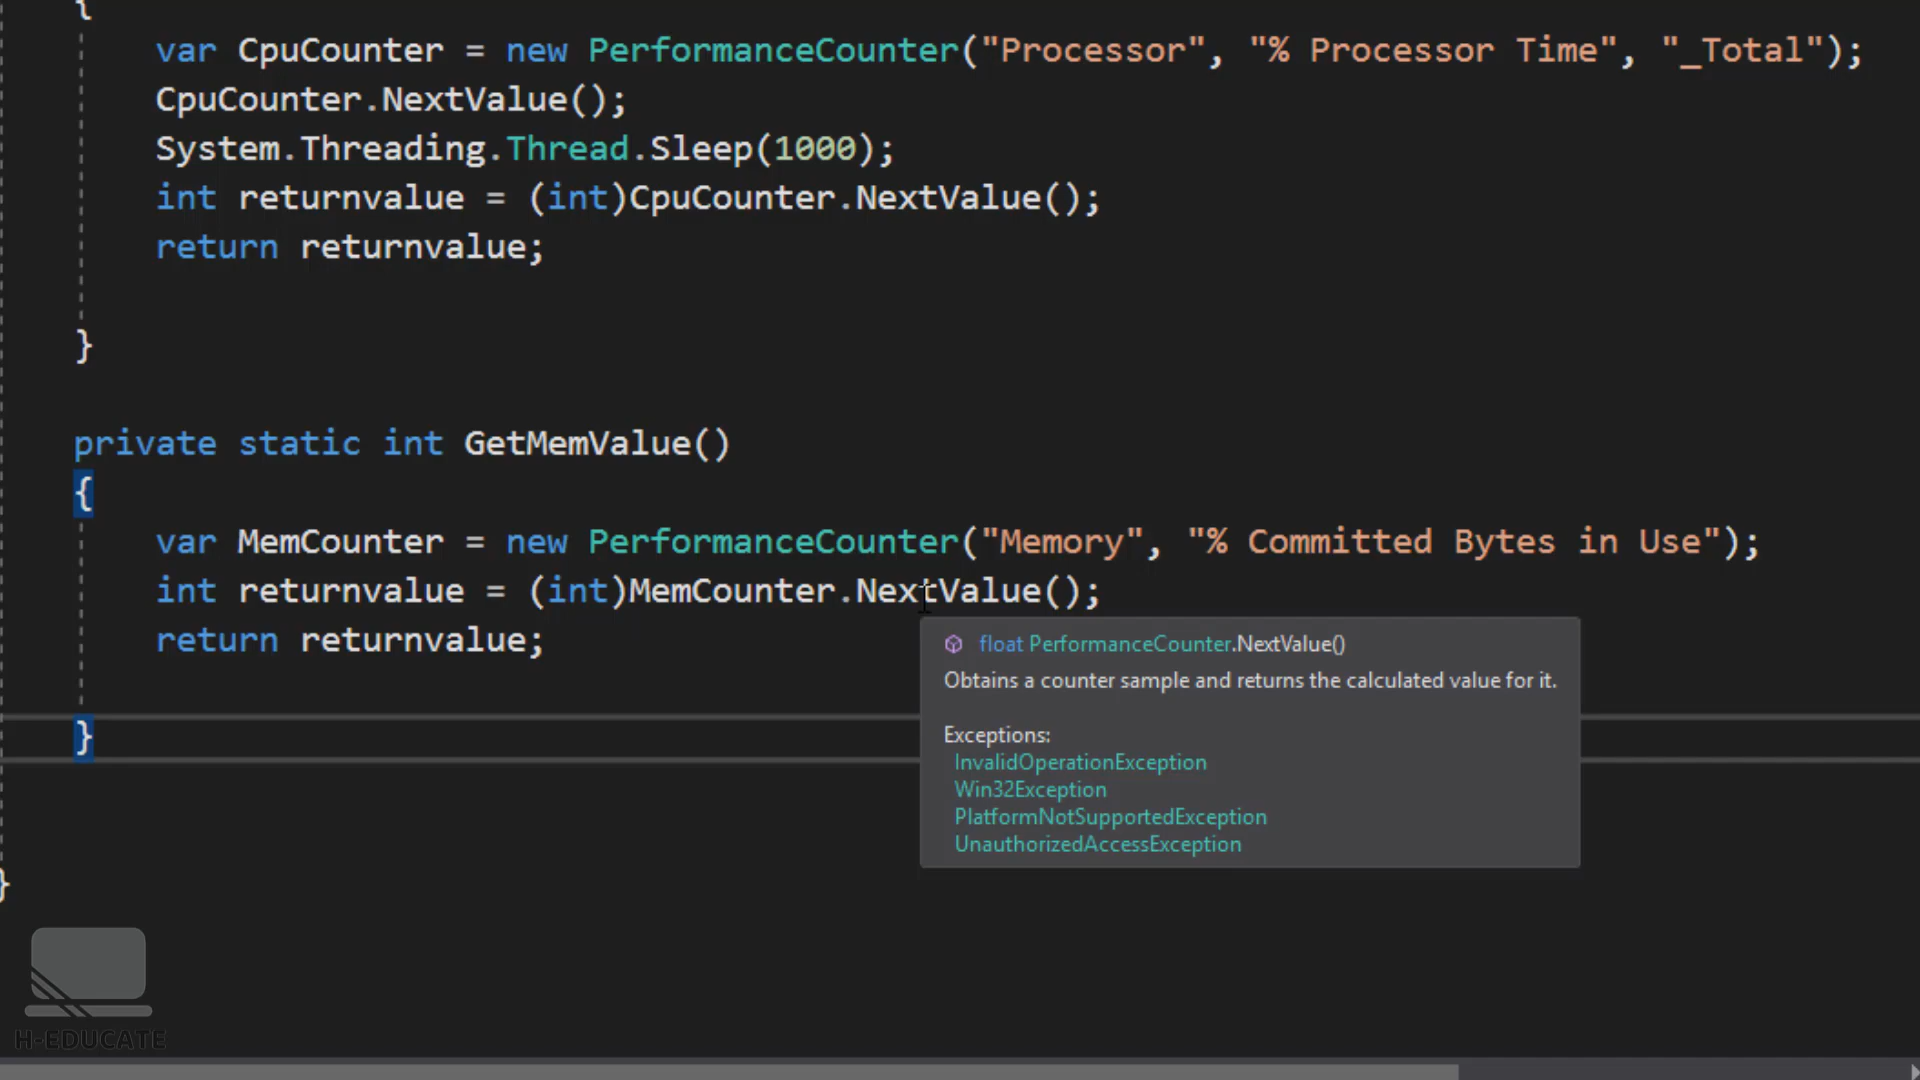 {
var CpuCounter = new PerformanceCounter("Processor", "% Processor Time", "_Total");
CpuCounter.NextValue();
System.Threading.Thread.Sleep(1000);
int returnvalue = (int)CpuCounter.NextValue();
return returnvalue;
}
private static int GetMemValue()
{
var MemCounter = new PerformanceCounter("Memory", "% Committed Bytes in Use");
int returnvalue = (int)MemCounter.NextValue();
return returnvalue;
float PerformanceCounter.NextValue()
Obtains a counter sample and returns the calculated value for it.
Exceptions:
InvalidOperationException
Win32Exception
PlatformNotSupportedException
UnauthorizedAccessException
}
}
H-EDUCATE